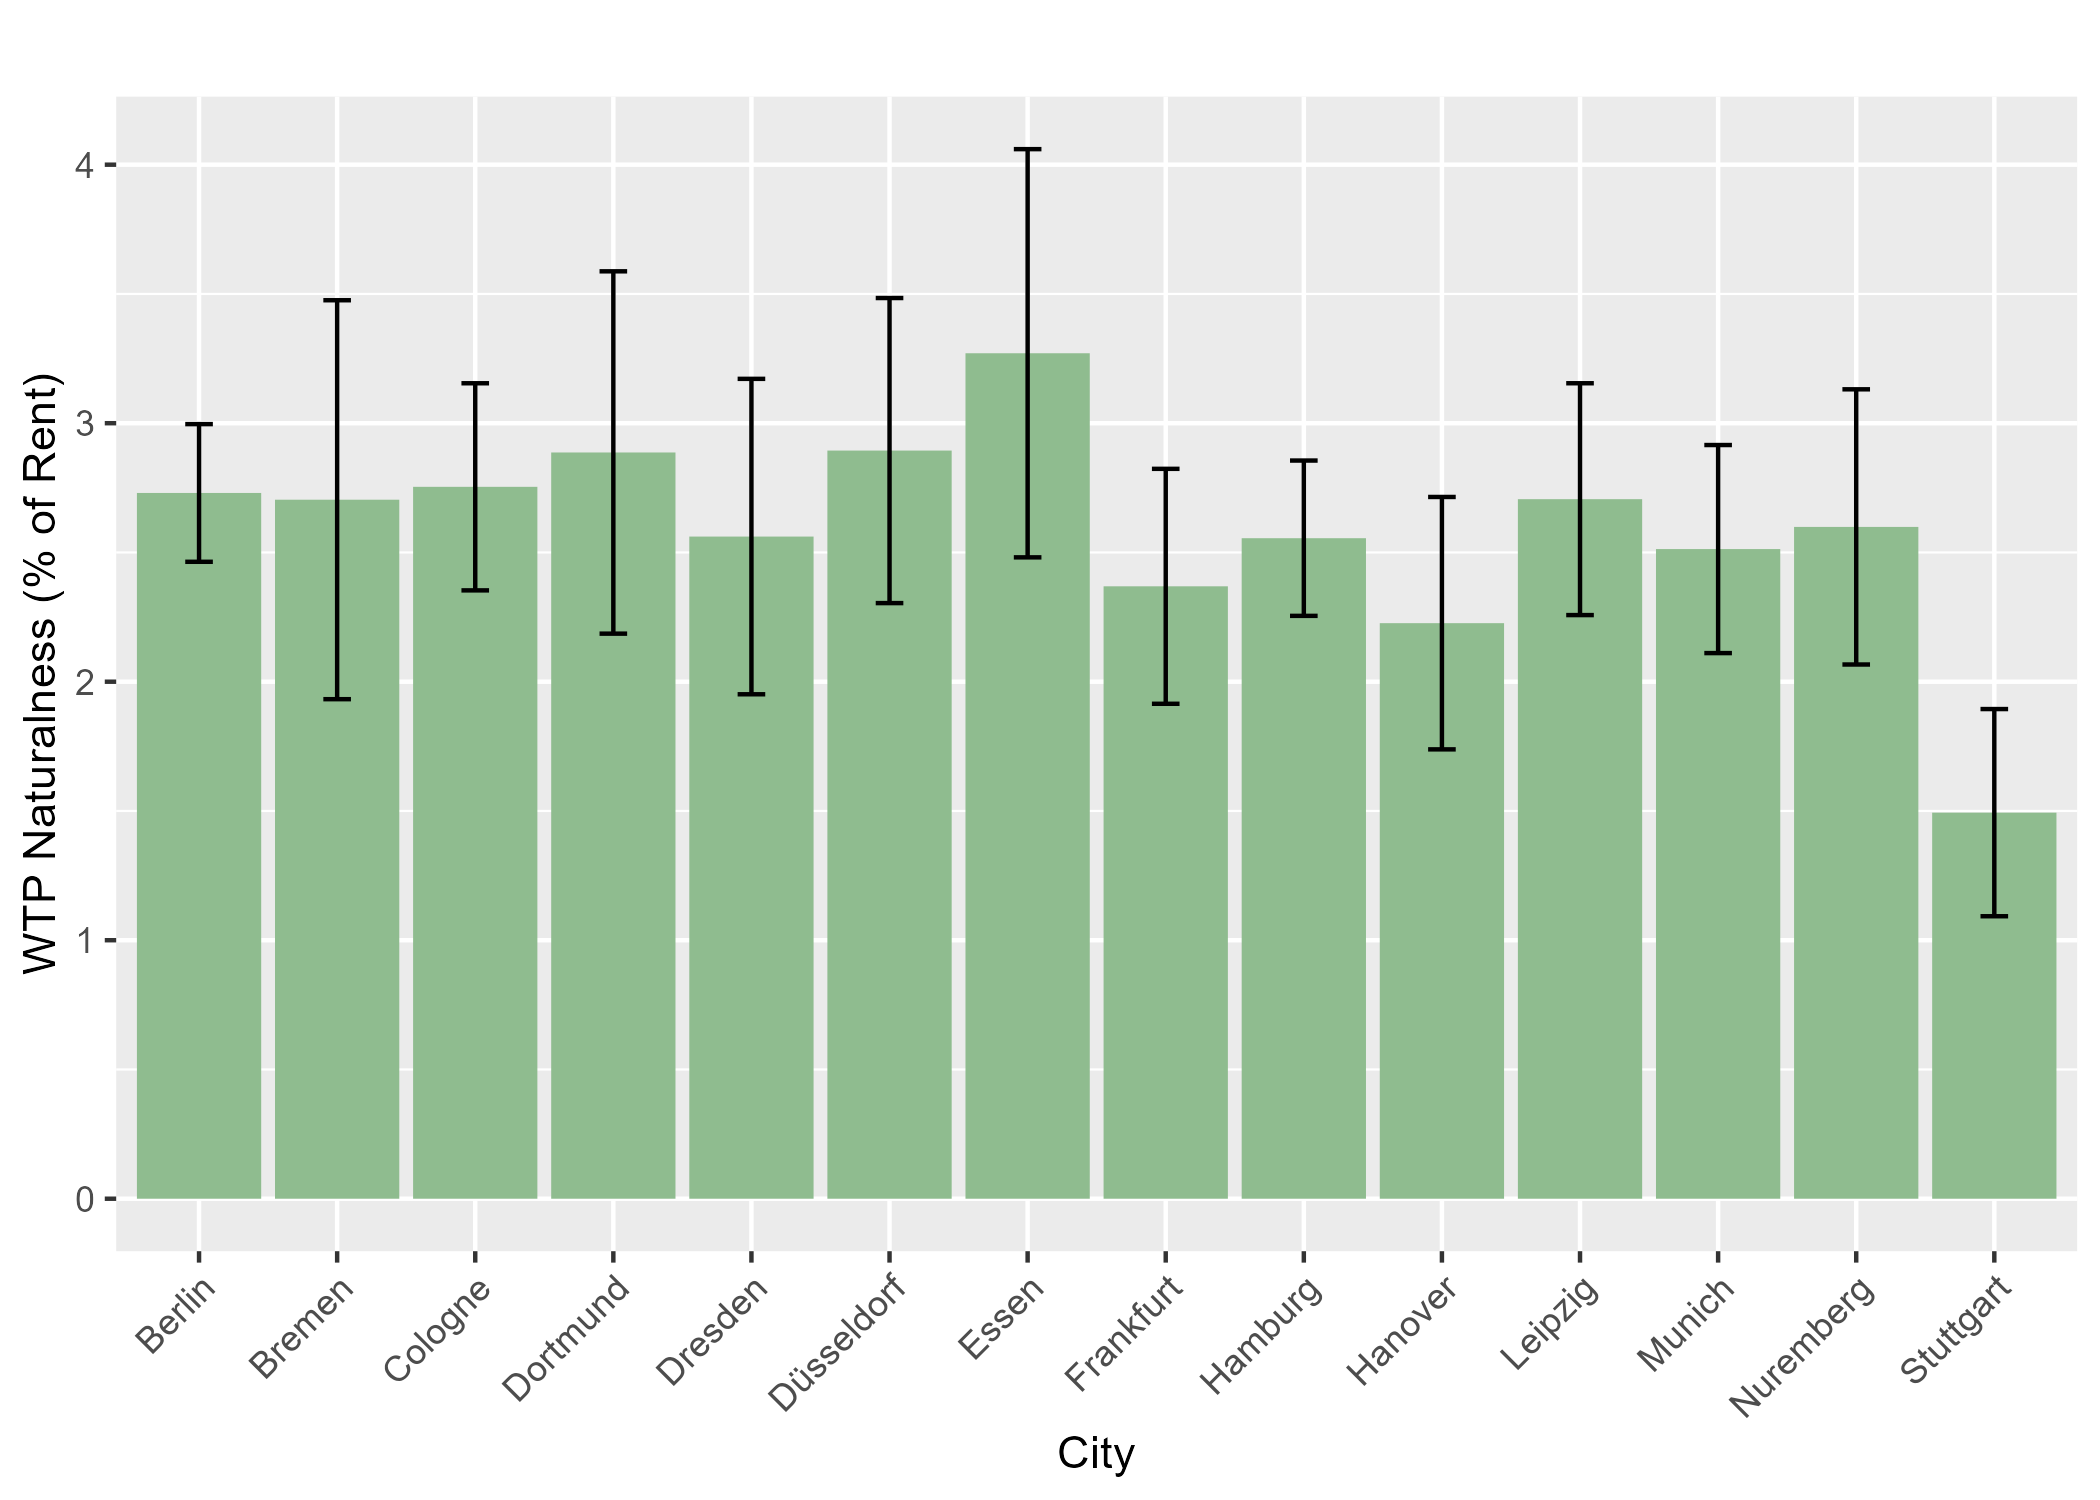 WTP Naturalness (% of Rent)
4
3
2
1
0
Berlin
Bremen
Cologne
Dortmund
Dresden
Düsseldorf
Essen
Frankfurt
Hamburg
Hanover
Leipzig
Munich
Nuremberg
Stuttgart
City